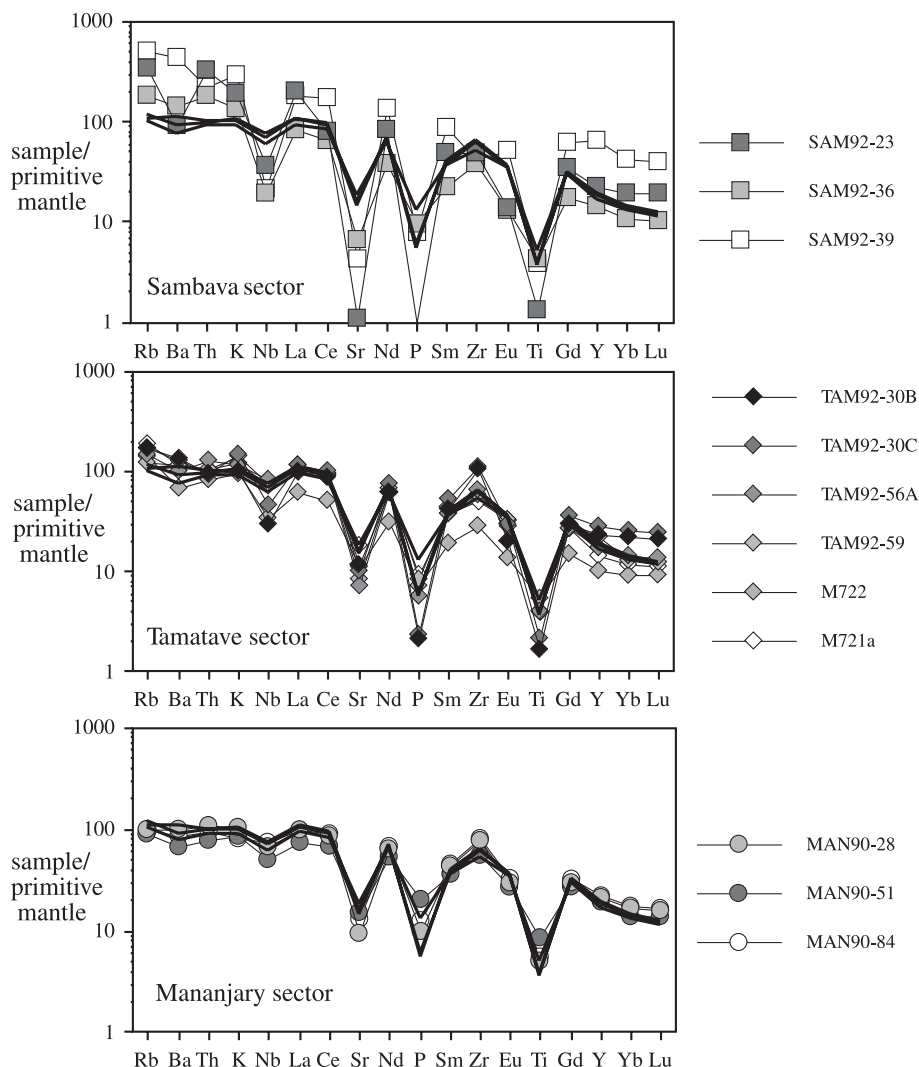 1000
100
10
1
sample/
primitive
mantle
Sambava sector
Rb Ba Th K Nb La Ce Sr Nd P Sm Zr Eu Ti Gd Y Yb Lu
SAM92-23
SAM92-36
SAM92-39
1000
100
10
1
sample/
primitive
mantle
Tamatave sector
Rb Ba Th K Nb La Ce Sr Nd P Sm Zr Eu Ti Gd Y Yb Lu
TAM92-30B
TAM92-30C
TAM92-56A
TAM92-59
M722
M721a
1000
100
10
1
sample/
primitive
mantle
Mananjary sector
Rb Ba Th K Nb La Ce Sr Nd P Sm Zr Eu Ti Gd Y Yb Lu
MAN90-28
MAN90-51
MAN90-84